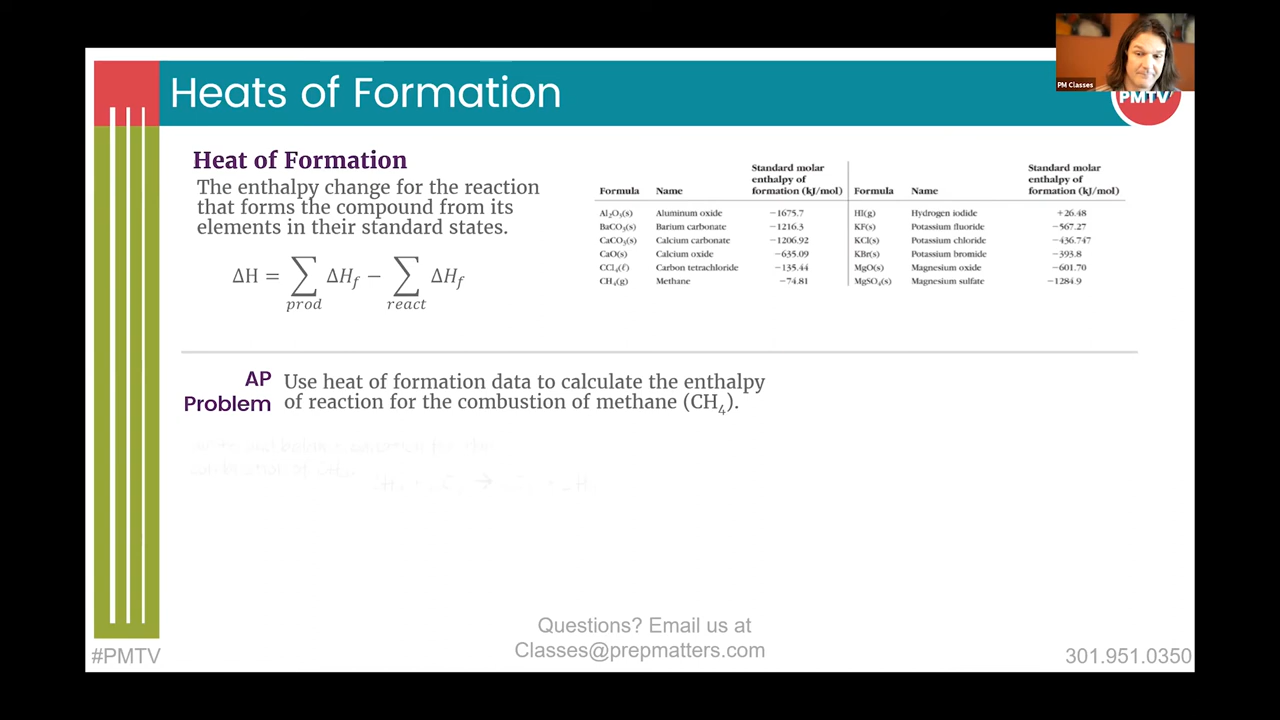 PM Classes
PMTV
Heats of Formation
Heat of Formation
The enthalpy change for the reaction
that forms the compound from its
elements in their standard states.
ΔH = ∑ ΔH_f − ∑ ΔH_f
prod react
Standard molar Standard molar
enthalpy of enthalpy of
Formula Name formation (kJ/mol) Formula Name formation (kJ/mol)
Al₂O₃(s) Aluminum oxide −1675.7 HI(g) Hydrogen iodide +26.48
BaCO₃(s) Barium carbonate −1216.3 KF(s) Potassium fluoride −567.27
CaCO₃(s) Calcium carbonate −1206.92 KCl(s) Potassium chloride −436.747
CaO(s) Calcium oxide −635.09 KBr(s) Potassium bromide −393.8
CCl₄(ℓ) Carbon tetrachloride −135.44 MgO(s) Magnesium oxide −601.70
CH₄(g) Methane −74.81 MgSO₄(s) Magnesium sulfate −1284.9
AP
Problem
Use heat of formation data to calculate the enthalpy
of reaction for the combustion of methane (CH₄).
Questions? Email us at
Classes@prepmatters.com
#PMTV
301.951.0350